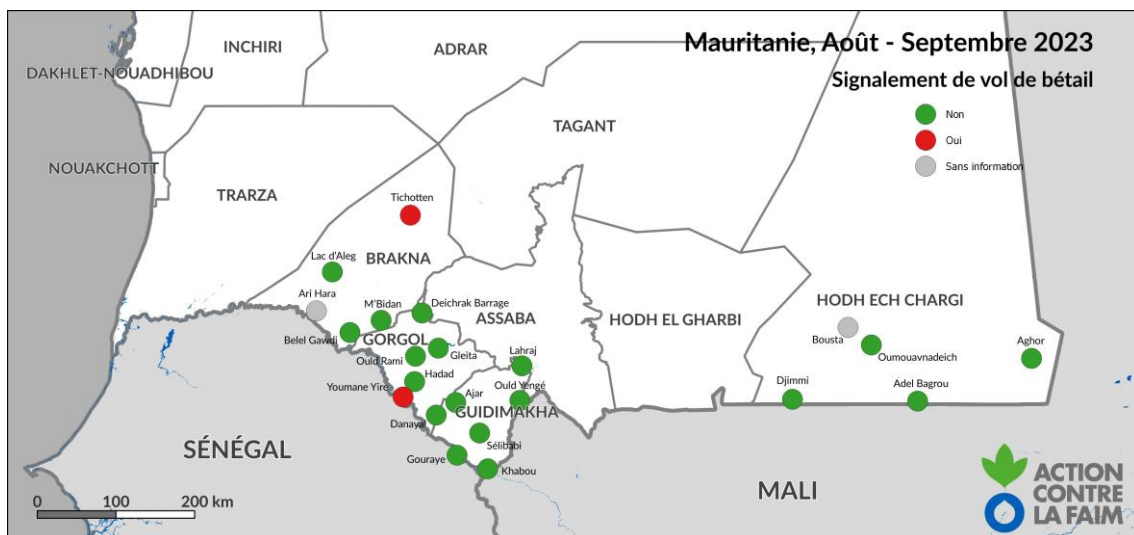 Mauritanie, Août - Septembre 2023
Signalement de vol de bétail
Non
Oui
Sans information
INCHIRI
ADRAR
DAKHLET-NOUADHIBOU
TAGANT
NOUAKCHOTT
TRARZA
Tichotten
Lac d'Aleg
BRAKNA
Ari Hara
M'Bidan
Deichrak Barrage
HODH ECH CHARGI
ASSABA
HODH EL GHARBI
Belel Gawdi
GORGOL
Bousta
Oumouavnadeich
Aghor
Gleita
Lahraj
Ould Rami
Hadad
Youmane Yire
Ould Yengé
Djimmi
Adel Bagrou
Ajar
GUIDIMAKHA
Danayal
Sélibabi
SÉNÉGAL
Gouraye
Khabou
MALI
ACTION
CONTRE
LA FAIM
0 100 200 km